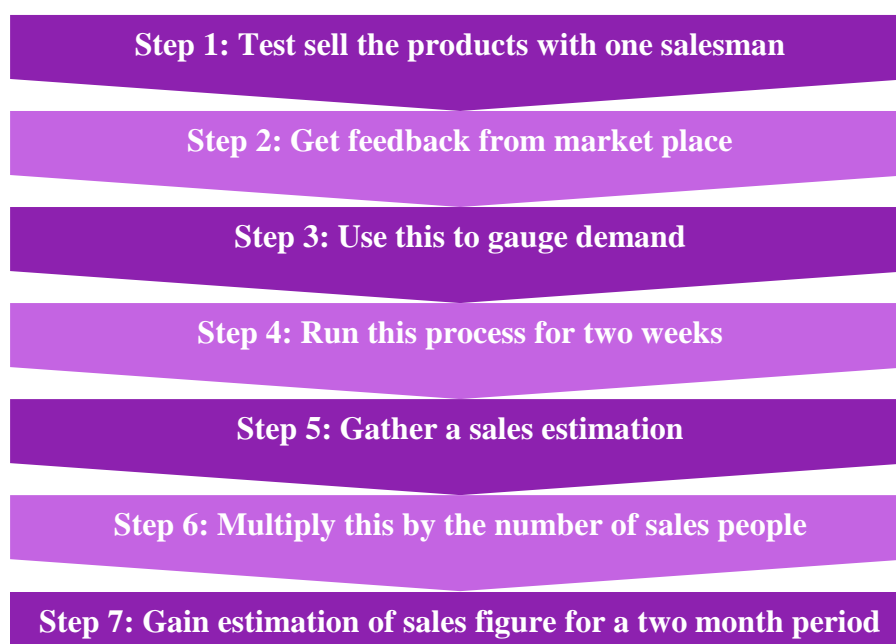 Step 1: Test sell the products with one salesman
Step 2: Get feedback from market place
Step 3: Use this to gauge demand
Step 4: Run this process for two weeks
Step 5: Gather a sales estimation
Step 6: Multiply this by the number of sales people
Step 7: Gain estimation of sales figure for a two month period